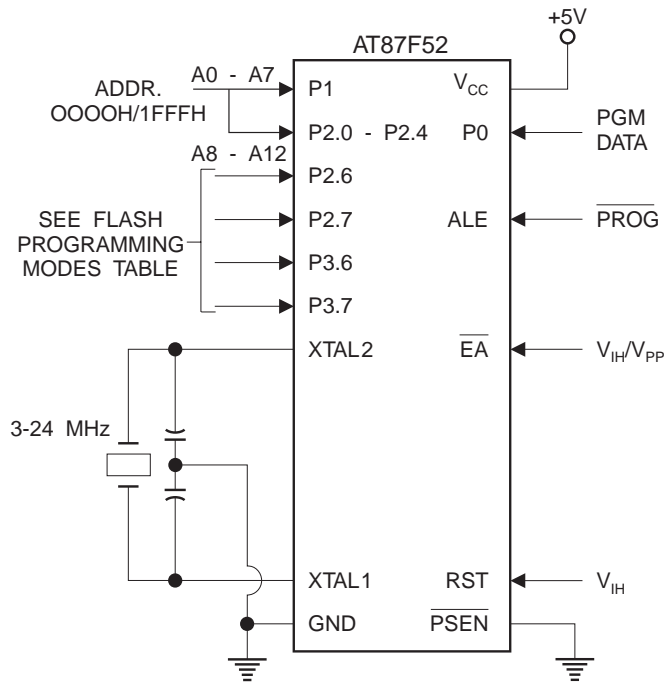 +5V
AT87F52
A0 - A7
ADDR.
OOOOH/1FFFH
P1
VCC
P2.0 - P2.4
P0
PGM
DATA
A8 - A12
P2.6
SEE FLASH
PROGRAMMING
MODES TABLE
P2.7
ALE
PROG
P3.6
P3.7
XTAL2
EA
VIH/VPP
3-24 MHz
XTAL1
RST
VIH
GND
PSEN